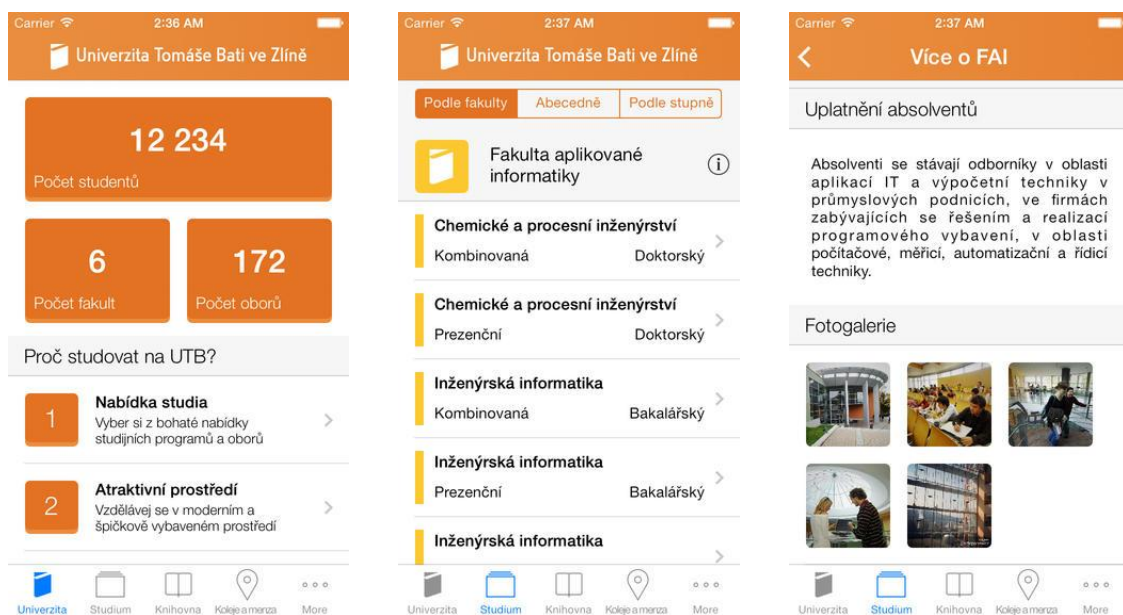 Carrier 2:36 AM
Univerzita Tomáše Bati ve Zlíně
12 234
Počet studentů
6
Počet fakult
172
Počet oborů
Proč studovat na UTB?
1
Nabídka studia
Vyber si z bohaté nabídky
studijních programů a oborů
2
Atraktivní prostředí
Vzdělávej se v moderním a
špičkově vybaveném prostředí
Univerzita Studium Knihovna Koleje a menza More
Carrier 2:37 AM
Univerzita Tomáše Bati ve Zlíně
Podle fakulty Abecedně Podle stupně
Fakulta aplikované
informatiky
Chemické a procesní inženýrství
Kombinovaná Doktorský
Chemické a procesní inženýrství
Prezenční Doktorský
Inženýrská informatika
Kombinovaná Bakalářský
Inženýrská informatika
Prezenční Bakalářský
Inženýrská informatika
Univerzita Studium Knihovna Koleje a menza More
Carrier 2:37 AM
Více o FAI
Uplatnění absolventů
Absolventi se stávají odborníky v oblasti
aplikací IT a výpočetní techniky v
průmyslových podnicích, ve firmách
zabývajících se řešením a realizací
programového vybavení, v oblasti
počítačové, měřicí, automatizační a řídicí
techniky.
Fotogalerie
Univerzita Studium Knihovna Koleje a menza More